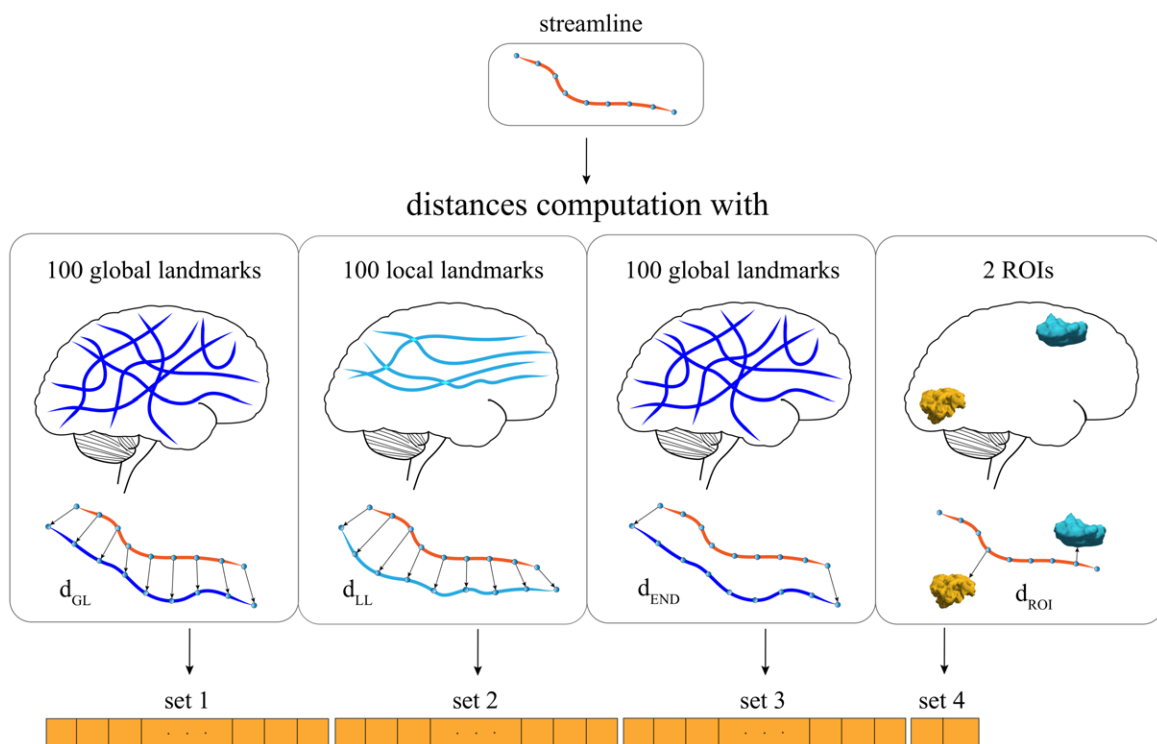 streamline
distances computation with
100 global landmarks
100 local landmarks
100 global landmarks
2 ROIs
dGL
dLL
dEND
dROI
set 1
set 2
set 3
set 4
. . .
. . .
. . .